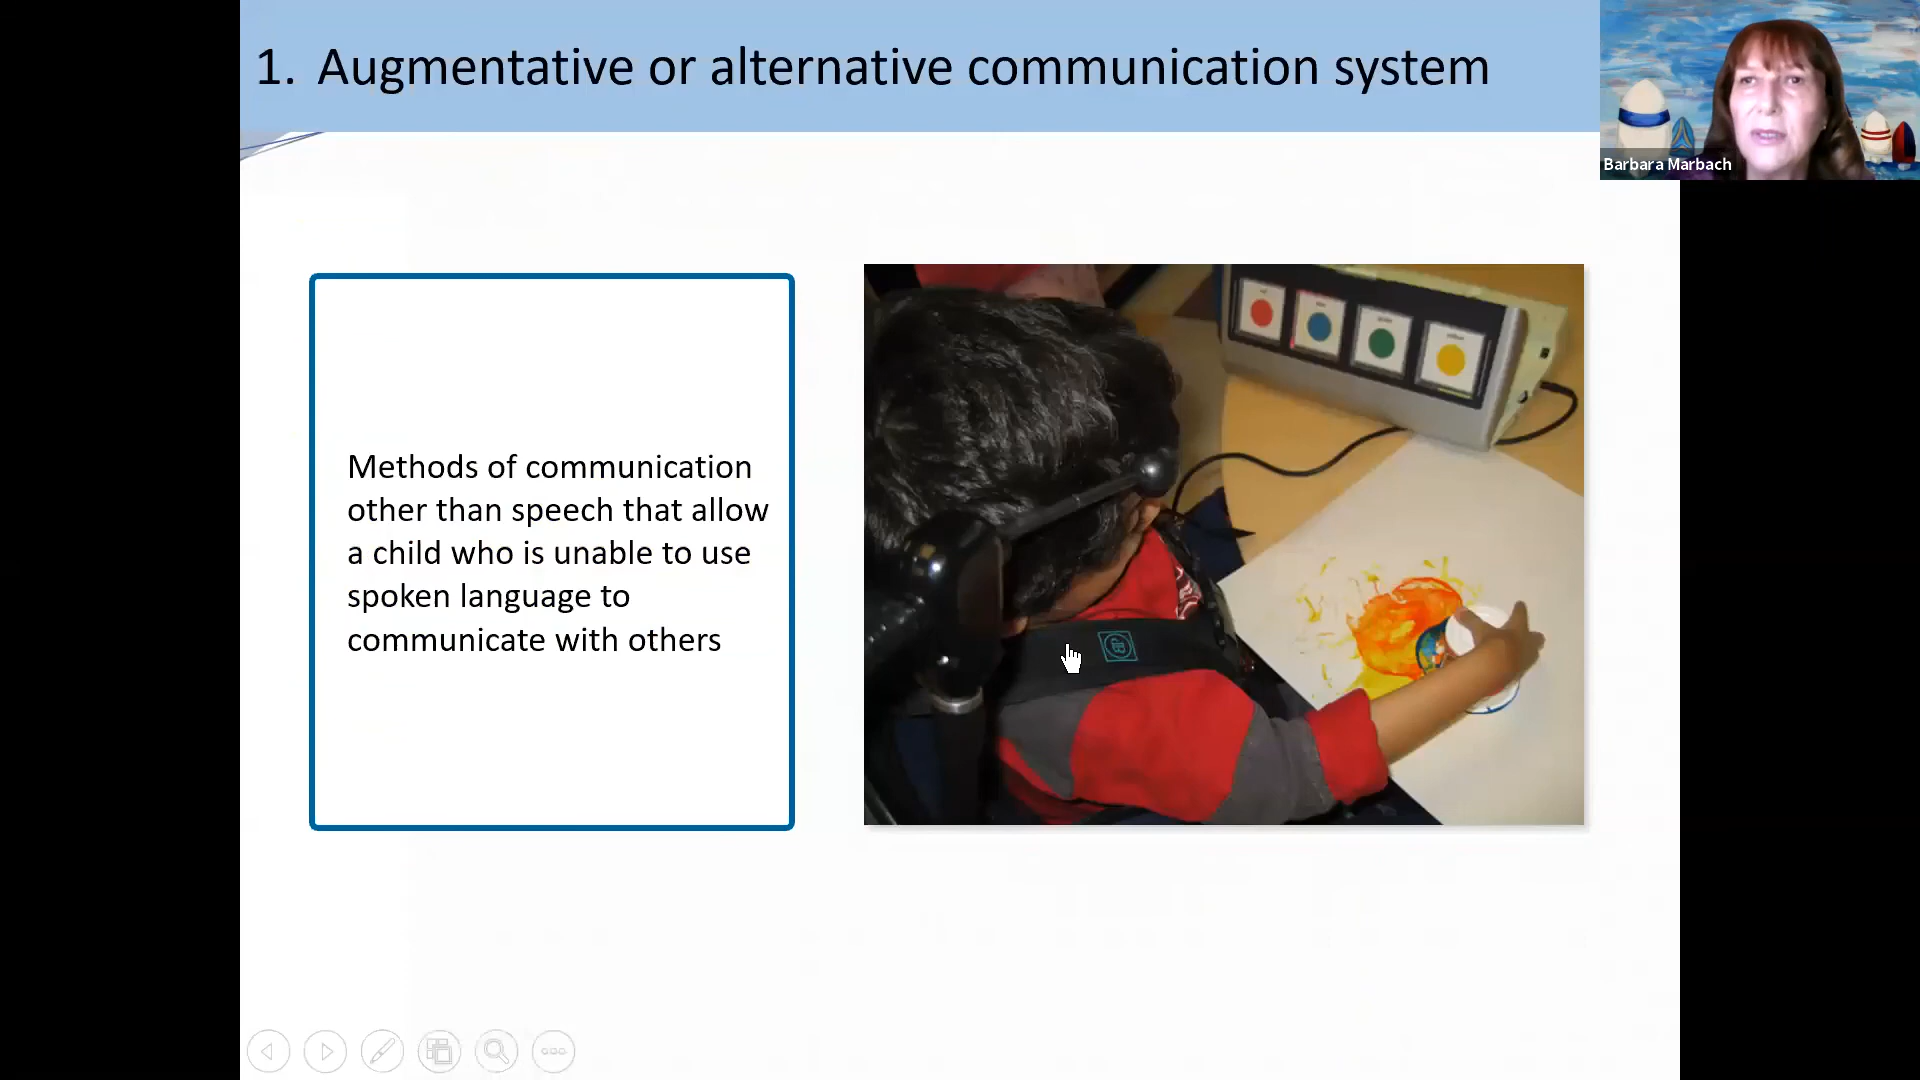 1. Augmentative or alternative communication system
Barbara Marbach
Methods of communication
other than speech that allow
a child who is unable to use
spoken language to
communicate with others